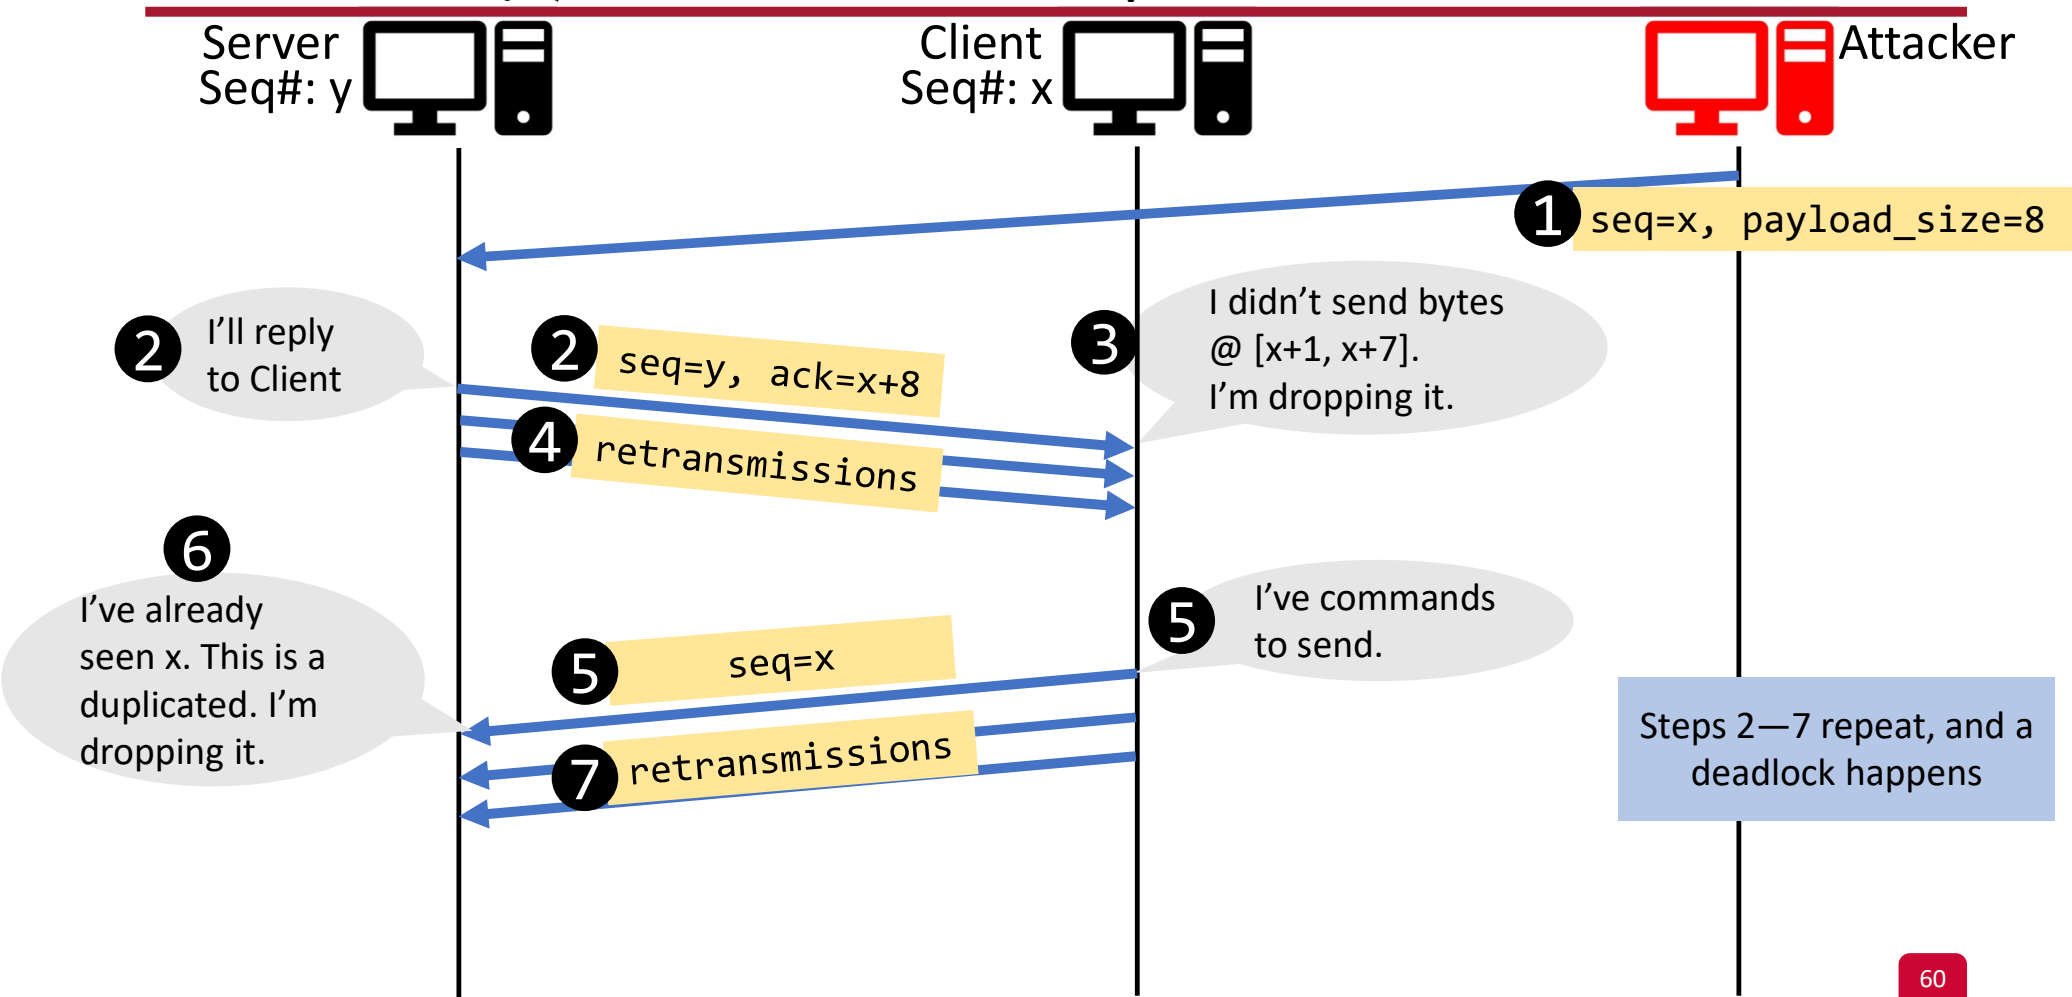 Server
Seq#: y
Client
Seq#: x
Attacker
1
seq=x, payload_size=8
2
I'll reply
to Client
2
seq=y, ack=x+8
3
I didn't send bytes
@ [x+1, x+7].
I'm dropping it.
4
retransmissions
5
I've commands
to send.
5
seq=x
6
I've already
seen x. This is a
duplicated. I'm
dropping it.
7
retransmissions
Steps 2—7 repeat, and a
deadlock happens
60